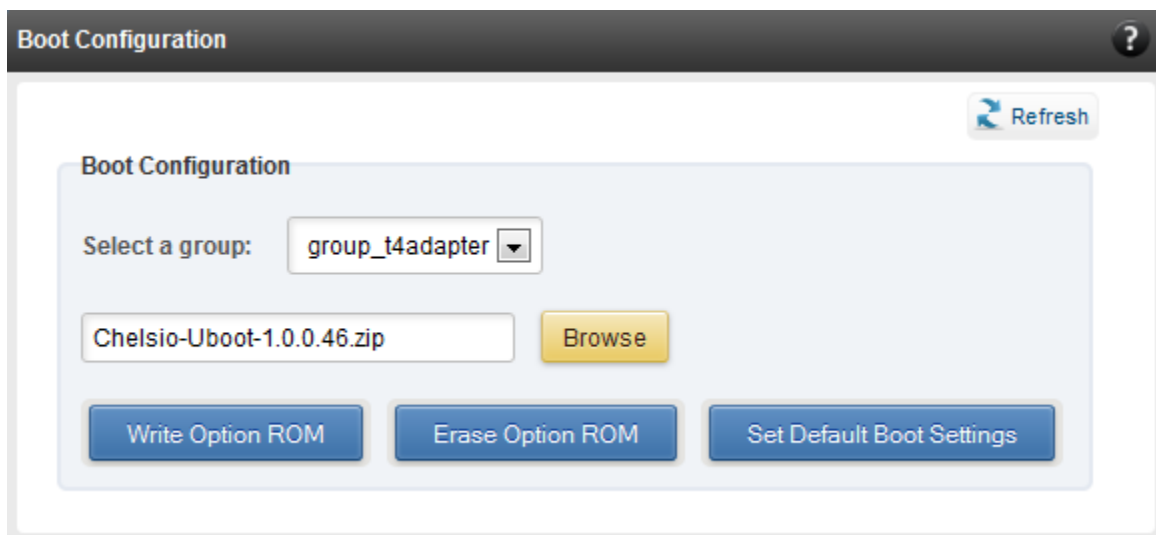 Boot Configuration ?
Refresh
Boot Configuration
Select a group: group_t4adapter
Chelsio-Uboot-1.0.0.46.zip Browse
Write Option ROM Erase Option ROM Set Default Boot Settings